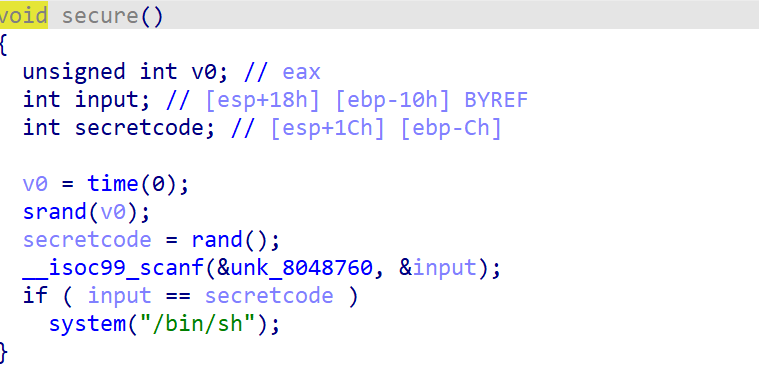 void secure()
{
unsigned int v0; // eax
int input; // [esp+18h] [ebp-10h] BYREF
int secretcode; // [esp+1Ch] [ebp-Ch]
v0 = time(0);
srand(v0);
secretcode = rand();
__isoc99_scanf(&unk_8048760, &input);
if ( input == secretcode )
system("/bin/sh");
}